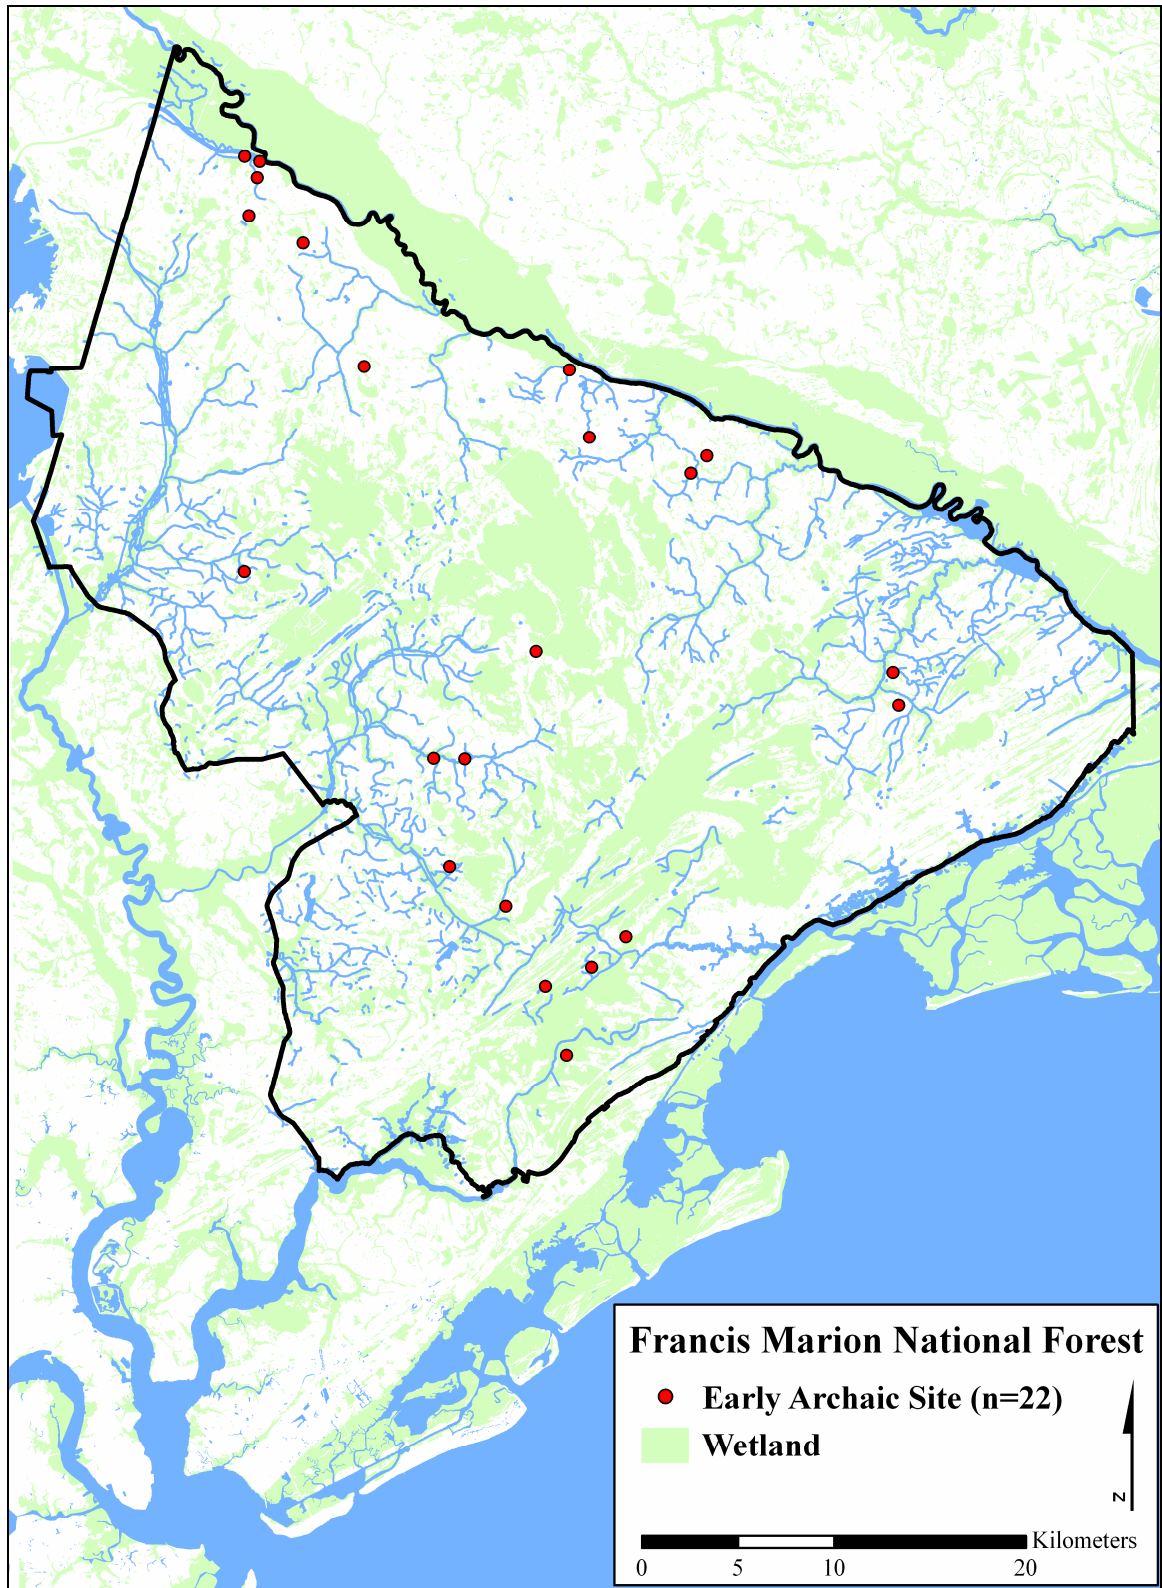 Francis Marion National Forest
Early Archaic Site (n=22)
Wetland
N
Kilometers
0 5 10 20